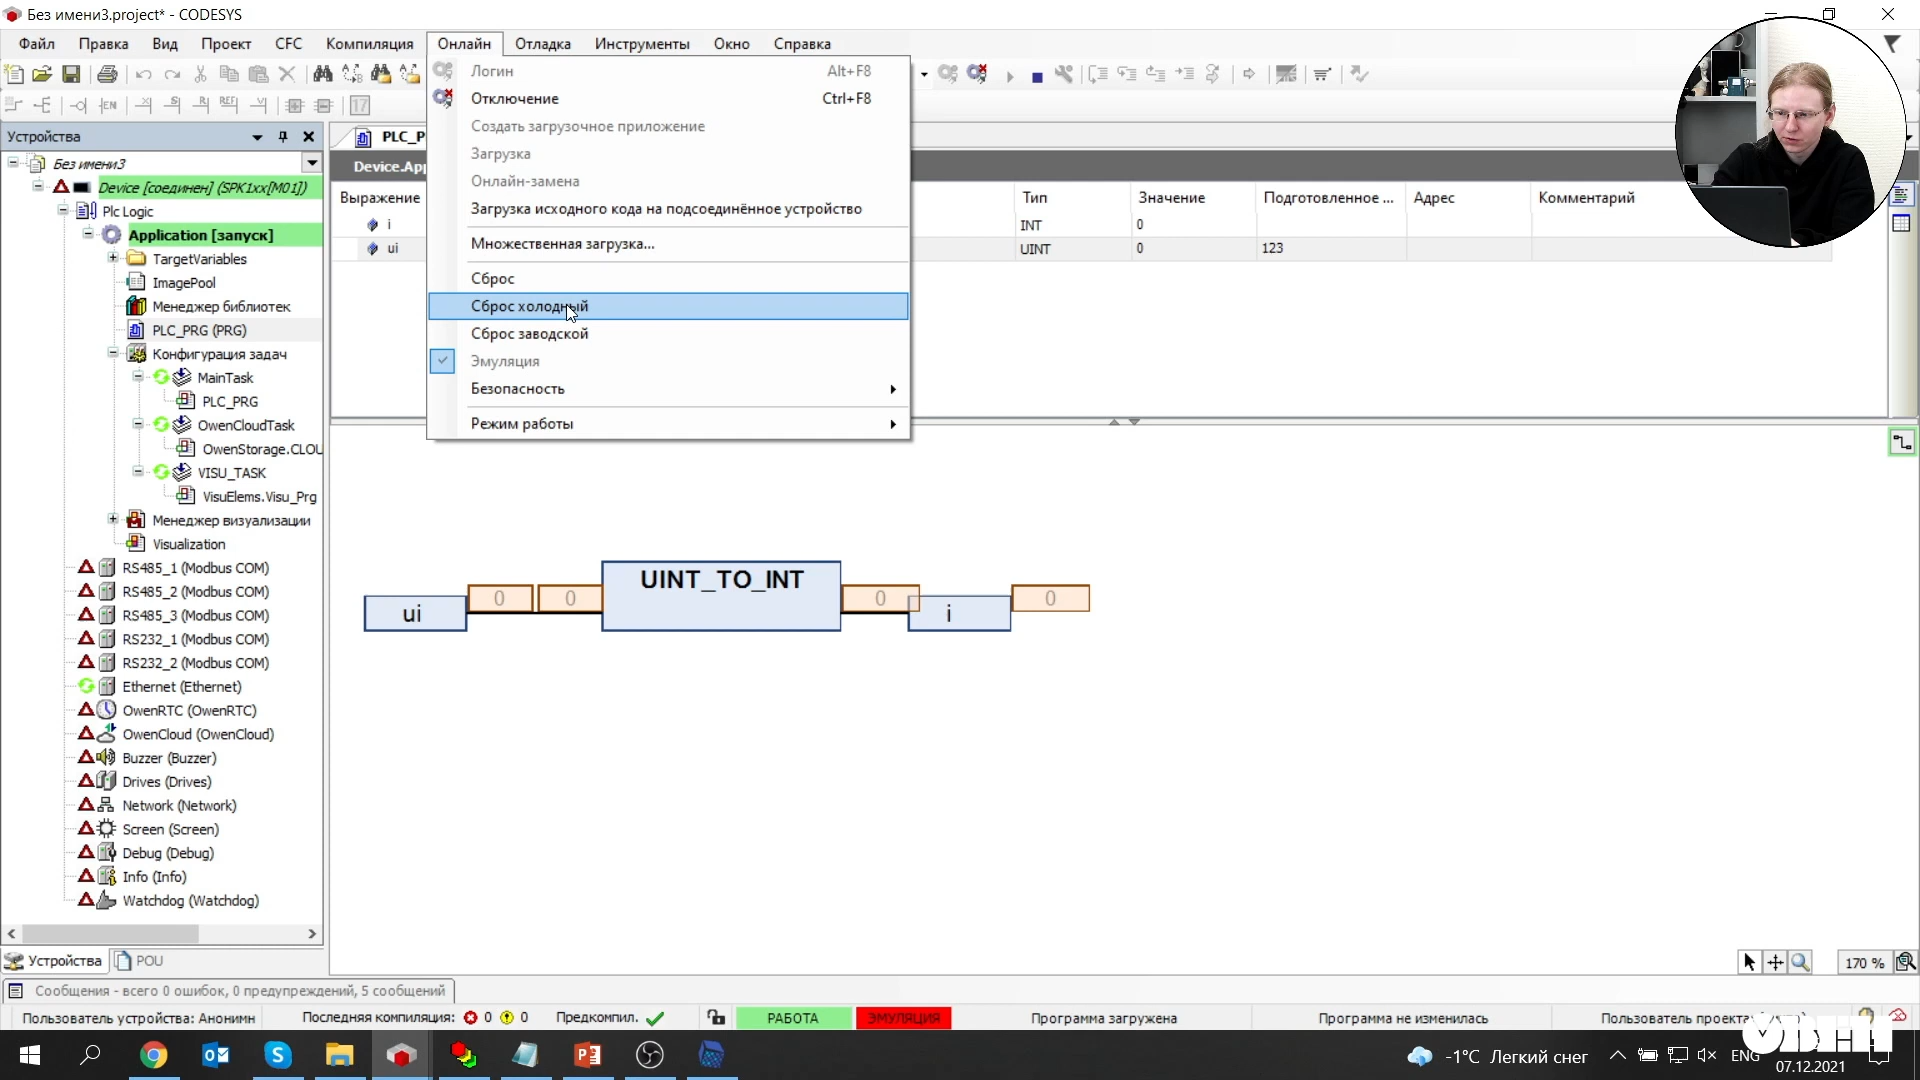 Без имени3.project* - CODESYS
Файл Правка Вид Проект CFC Компиляция Онлайн Отладка Инструменты Окно Справка
Логин Alt+F8
Отключение Ctrl+F8
Создать загрузочное приложение
Загрузка
Онлайн-замена
Загрузка исходного кода на подсоединённое устройство
Множественная загрузка...
Сброс
Сброс холодный
Сброс заводской
Эмуляция
Безопасность
Режим работы
Устройства
Без имени3
Device [соединен] (SPK1xx[M01])
Plc Logic
Application [запуск]
TargetVariables
ImagePool
Менеджер библиотек
PLC_PRG (PRG)
Конфигурация задач
MainTask
PLC_PRG
OwenCloudTask
OwenStorage.CLOU
VISU_TASK
VisuElems.Visu_Prg
Менеджер визуализации
Visualization
RS485_1 (Modbus COM)
RS485_2 (Modbus COM)
RS485_3 (Modbus COM)
RS232_1 (Modbus COM)
RS232_2 (Modbus COM)
Ethernet (Ethernet)
OwenRTC (OwenRTC)
OwenCloud (OwenCloud)
Buzzer (Buzzer)
Drives (Drives)
Network (Network)
Screen (Screen)
Debug (Debug)
Info (Info)
Watchdog (Watchdog)
Устройства POU
PLC_P
Device.App
Выражение Тип Значение Подготовленное ... Адрес Комментарий
i INT 0
ui UINT 0 123
UINT_TO_INT
0 0 0 0
ui i
170 %
Сообщения - всего 0 ошибок, 0 предупреждений, 5 сообщений
Пользователь устройства: Анонимн Последняя компиляция: 0 0 Предкомпил. РАБОТА ЭМУЛЯЦИЯ Программа загружена Программа не изменилась Пользователь проекта:
-1°C Легкий снег ENG
07.12.2021